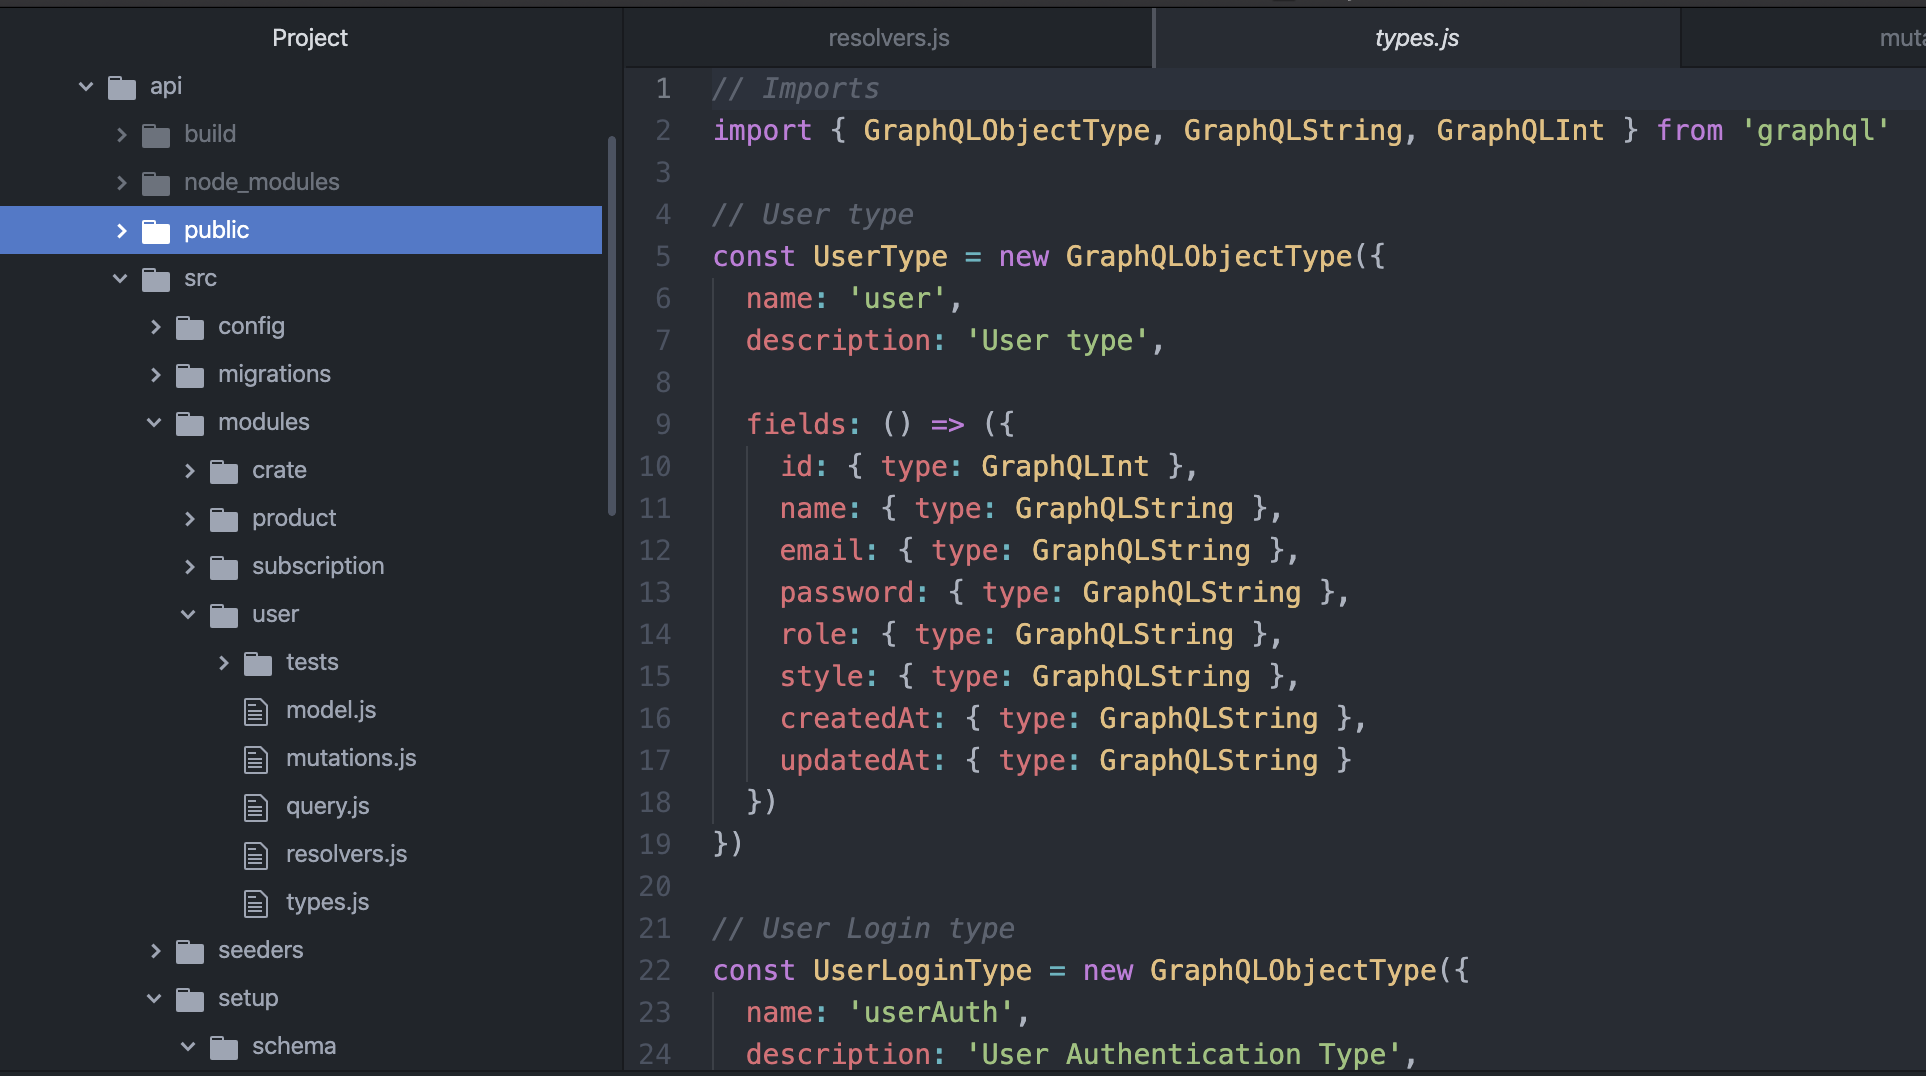 Project
api
build
node_modules
public
src
config
migrations
modules
crate
product
subscription
user
tests
model.js
mutations.js
query.js
resolvers.js
types.js
seeders
setup
schema
resolvers.js types.js muta
1 // Imports
2 import { GraphQLObjectType, GraphQLString, GraphQLInt } from 'graphql'
3
4 // User type
5 const UserType = new GraphQLObjectType({
6 name: 'user',
7 description: 'User type',
8
9 fields: () => ({
10 id: { type: GraphQLInt },
11 name: { type: GraphQLString },
12 email: { type: GraphQLString },
13 password: { type: GraphQLString },
14 role: { type: GraphQLString },
15 style: { type: GraphQLString },
16 createdAt: { type: GraphQLString },
17 updatedAt: { type: GraphQLString }
18 })
19 })
20
21 // User Login type
22 const UserLoginType = new GraphQLObjectType({
23 name: 'userAuth',
24 description: 'User Authentication Type',